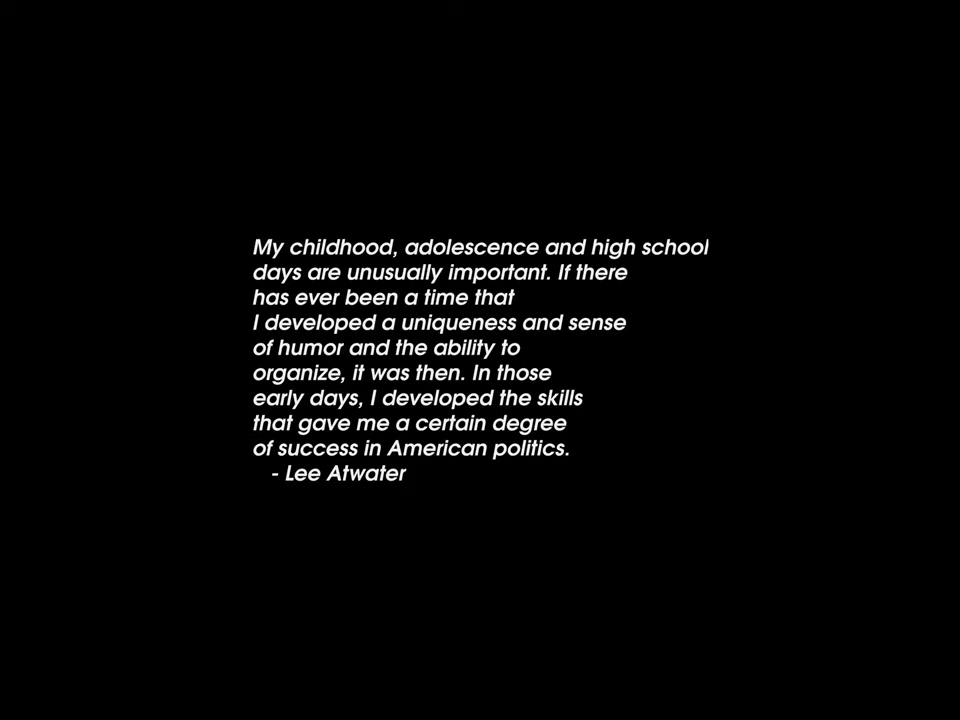 My childhood, adolescence and high school
days are unusually important. If there
has ever been a time that
I developed a uniqueness and sense
of humor and the ability to
organize, it was then. In those
early days, I developed the skills
that gave me a certain degree
of success in American politics.
- Lee Atwater